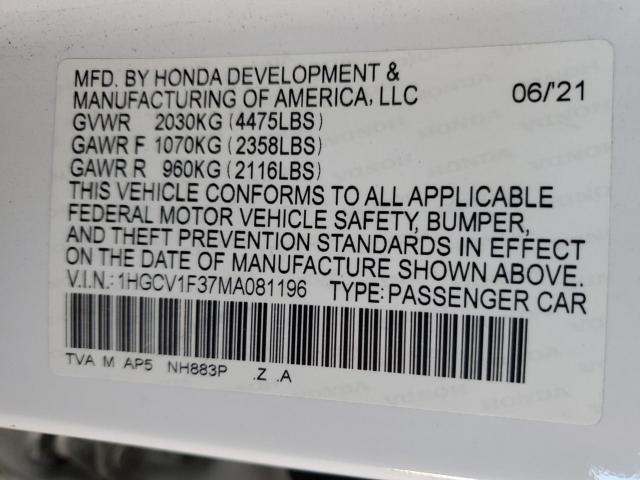 MFD. BY HONDA DEVELOPMENT &
MANUFACTURING OF AMERICA, LLC 06/'21
GVWR 2030KG (4475LBS)
GAWR F 1070KG (2358LBS)
GAWR R 960KG (2116LBS)
THIS VEHICLE CONFORMS TO ALL APPLICABLE
FEDERAL MOTOR VEHICLE SAFETY, BUMPER,
AND THEFT PREVENTION STANDARDS IN EFFECT
ON THE DATE OF MANUFACTURE SHOWN ABOVE.
V.I.N.: 1HGCV1F37MA081196 TYPE: PASSENGER CAR
TVA M AP5 NH883P .Z .A